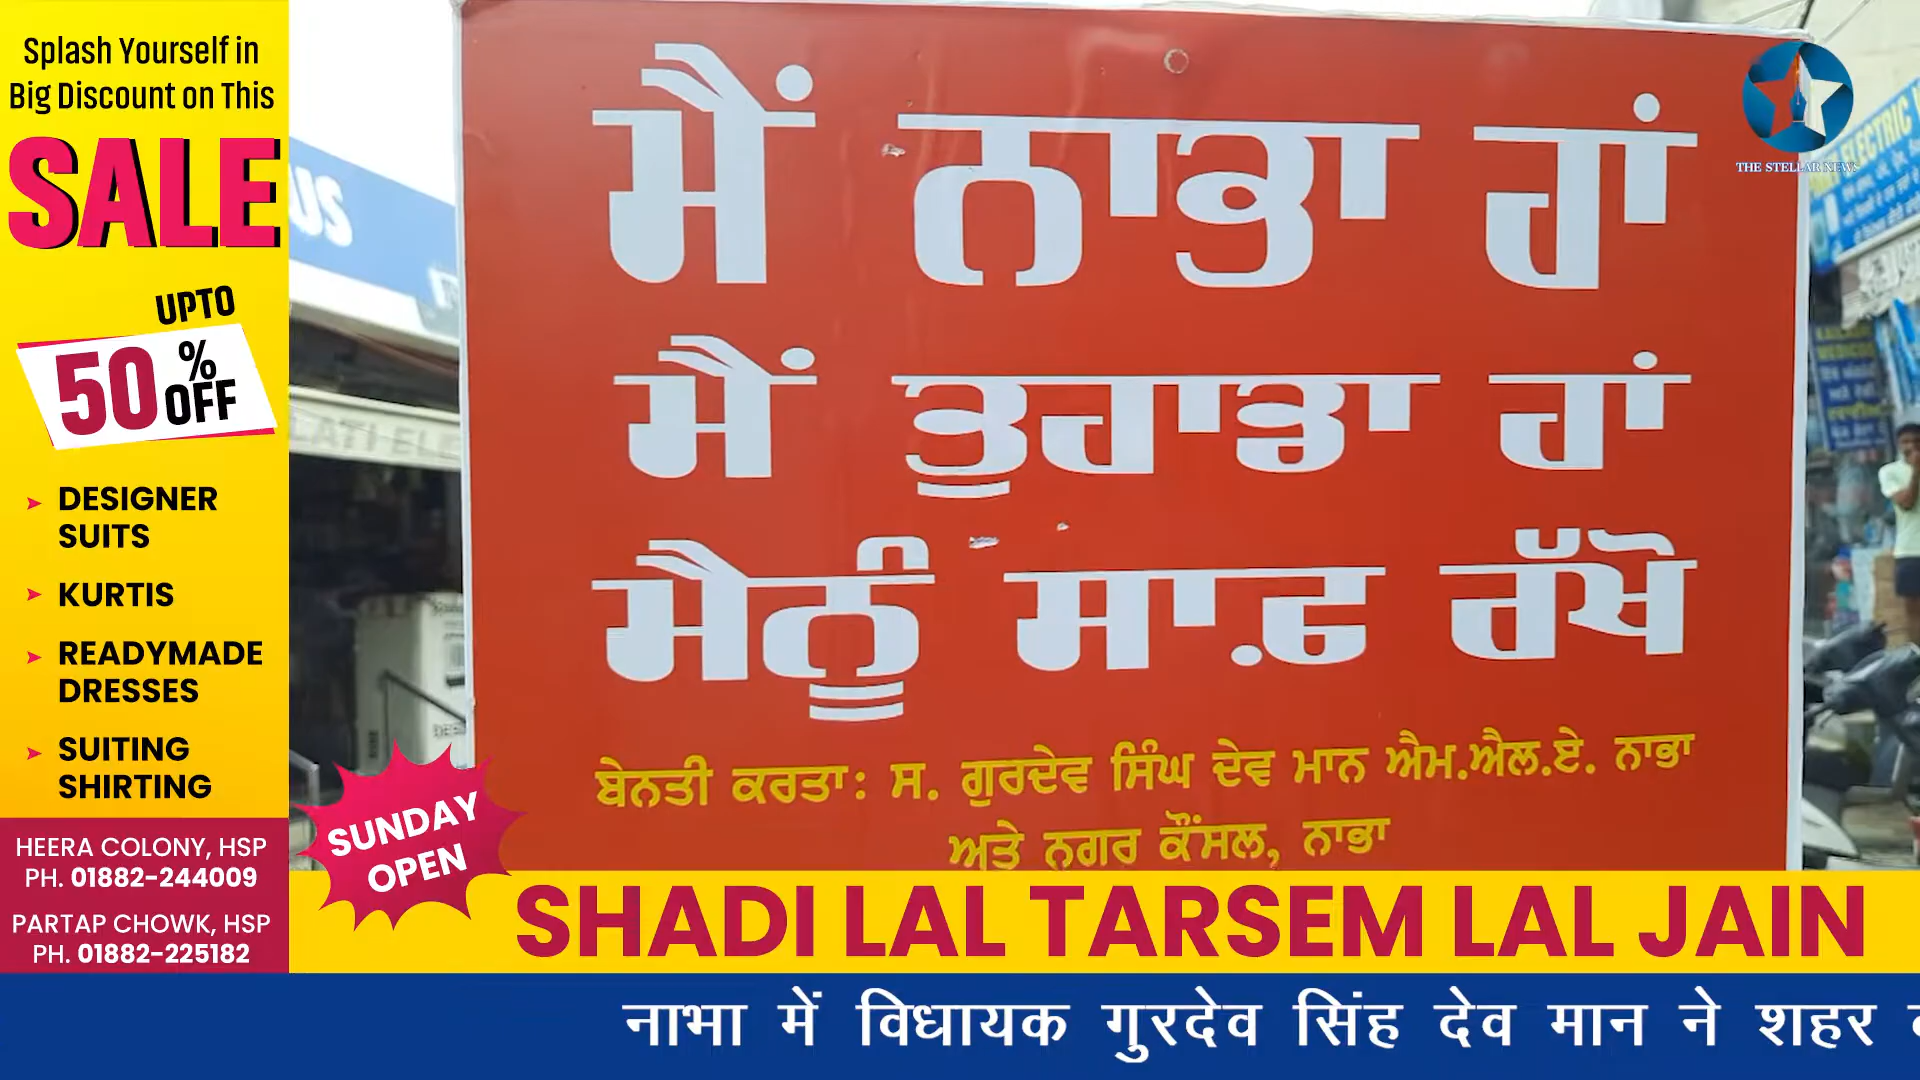 Splash Yourself in
Big Discount on This
SALE
UPTO
50% OFF
➤ DESIGNER
SUITS
➤ KURTIS
➤ READYMADE
DRESSES
➤ SUITING
SHIRTING
HEERA COLONY, HSP
PH. 01882-244009
PARTAP CHOWK, HSP
PH. 01882-225182
SUNDAY
OPEN
ਮੈਂ ਨਾਭਾ ਹਾਂ
ਮੈਂ ਤੁਹਾਡਾ ਹਾਂ
ਮੈਨੂੰ ਸਾਫ਼ ਰੱਖੋ
ਬੇਨਤੀ ਕਰਤਾ: ਸ. ਗੁਰਦੇਵ ਸਿੰਘ ਦੇਵ ਮਾਨ ਐਮ.ਐਲ.ਏ. ਨਾਭਾ
ਅਤੇ ਨਗਰ ਕੌਂਸਲ, ਨਾਭਾ
THE STELLAR NEWS
ELECTRIC
SHADI LAL TARSEM LAL JAIN
नाभा में विधायक गुरदेव सिंह देव मान ने शहर